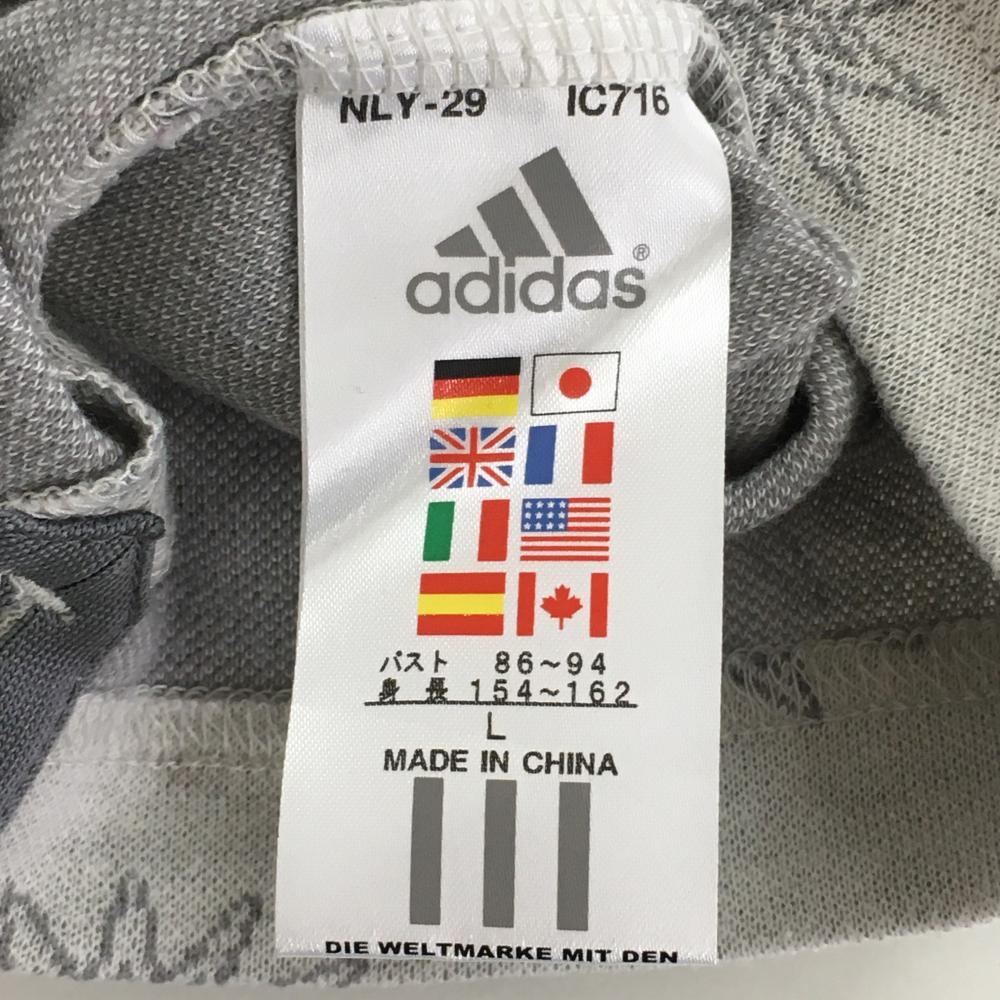 NLY-29 IC716
adidas®
バスト 86~94
身長 154~162
L
MADE IN CHINA
DIE WELTMARKE MIT DEN